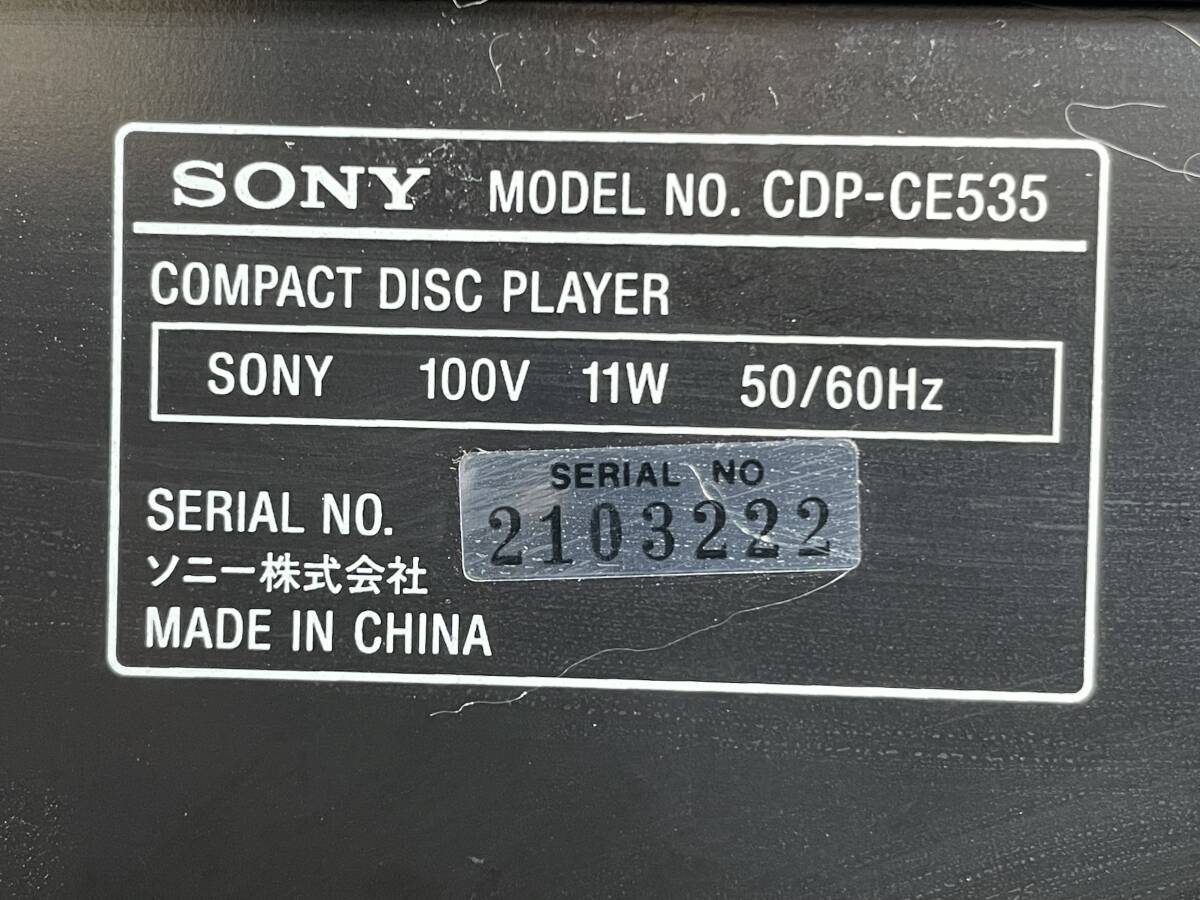 SONY MODEL NO. CDP-CE535
COMPACT DISC PLAYER
SONY 100V 11W 50/60Hz
SERIAL NO
SERIAL NO. 2103222
ソニー株式会社
MADE IN CHINA